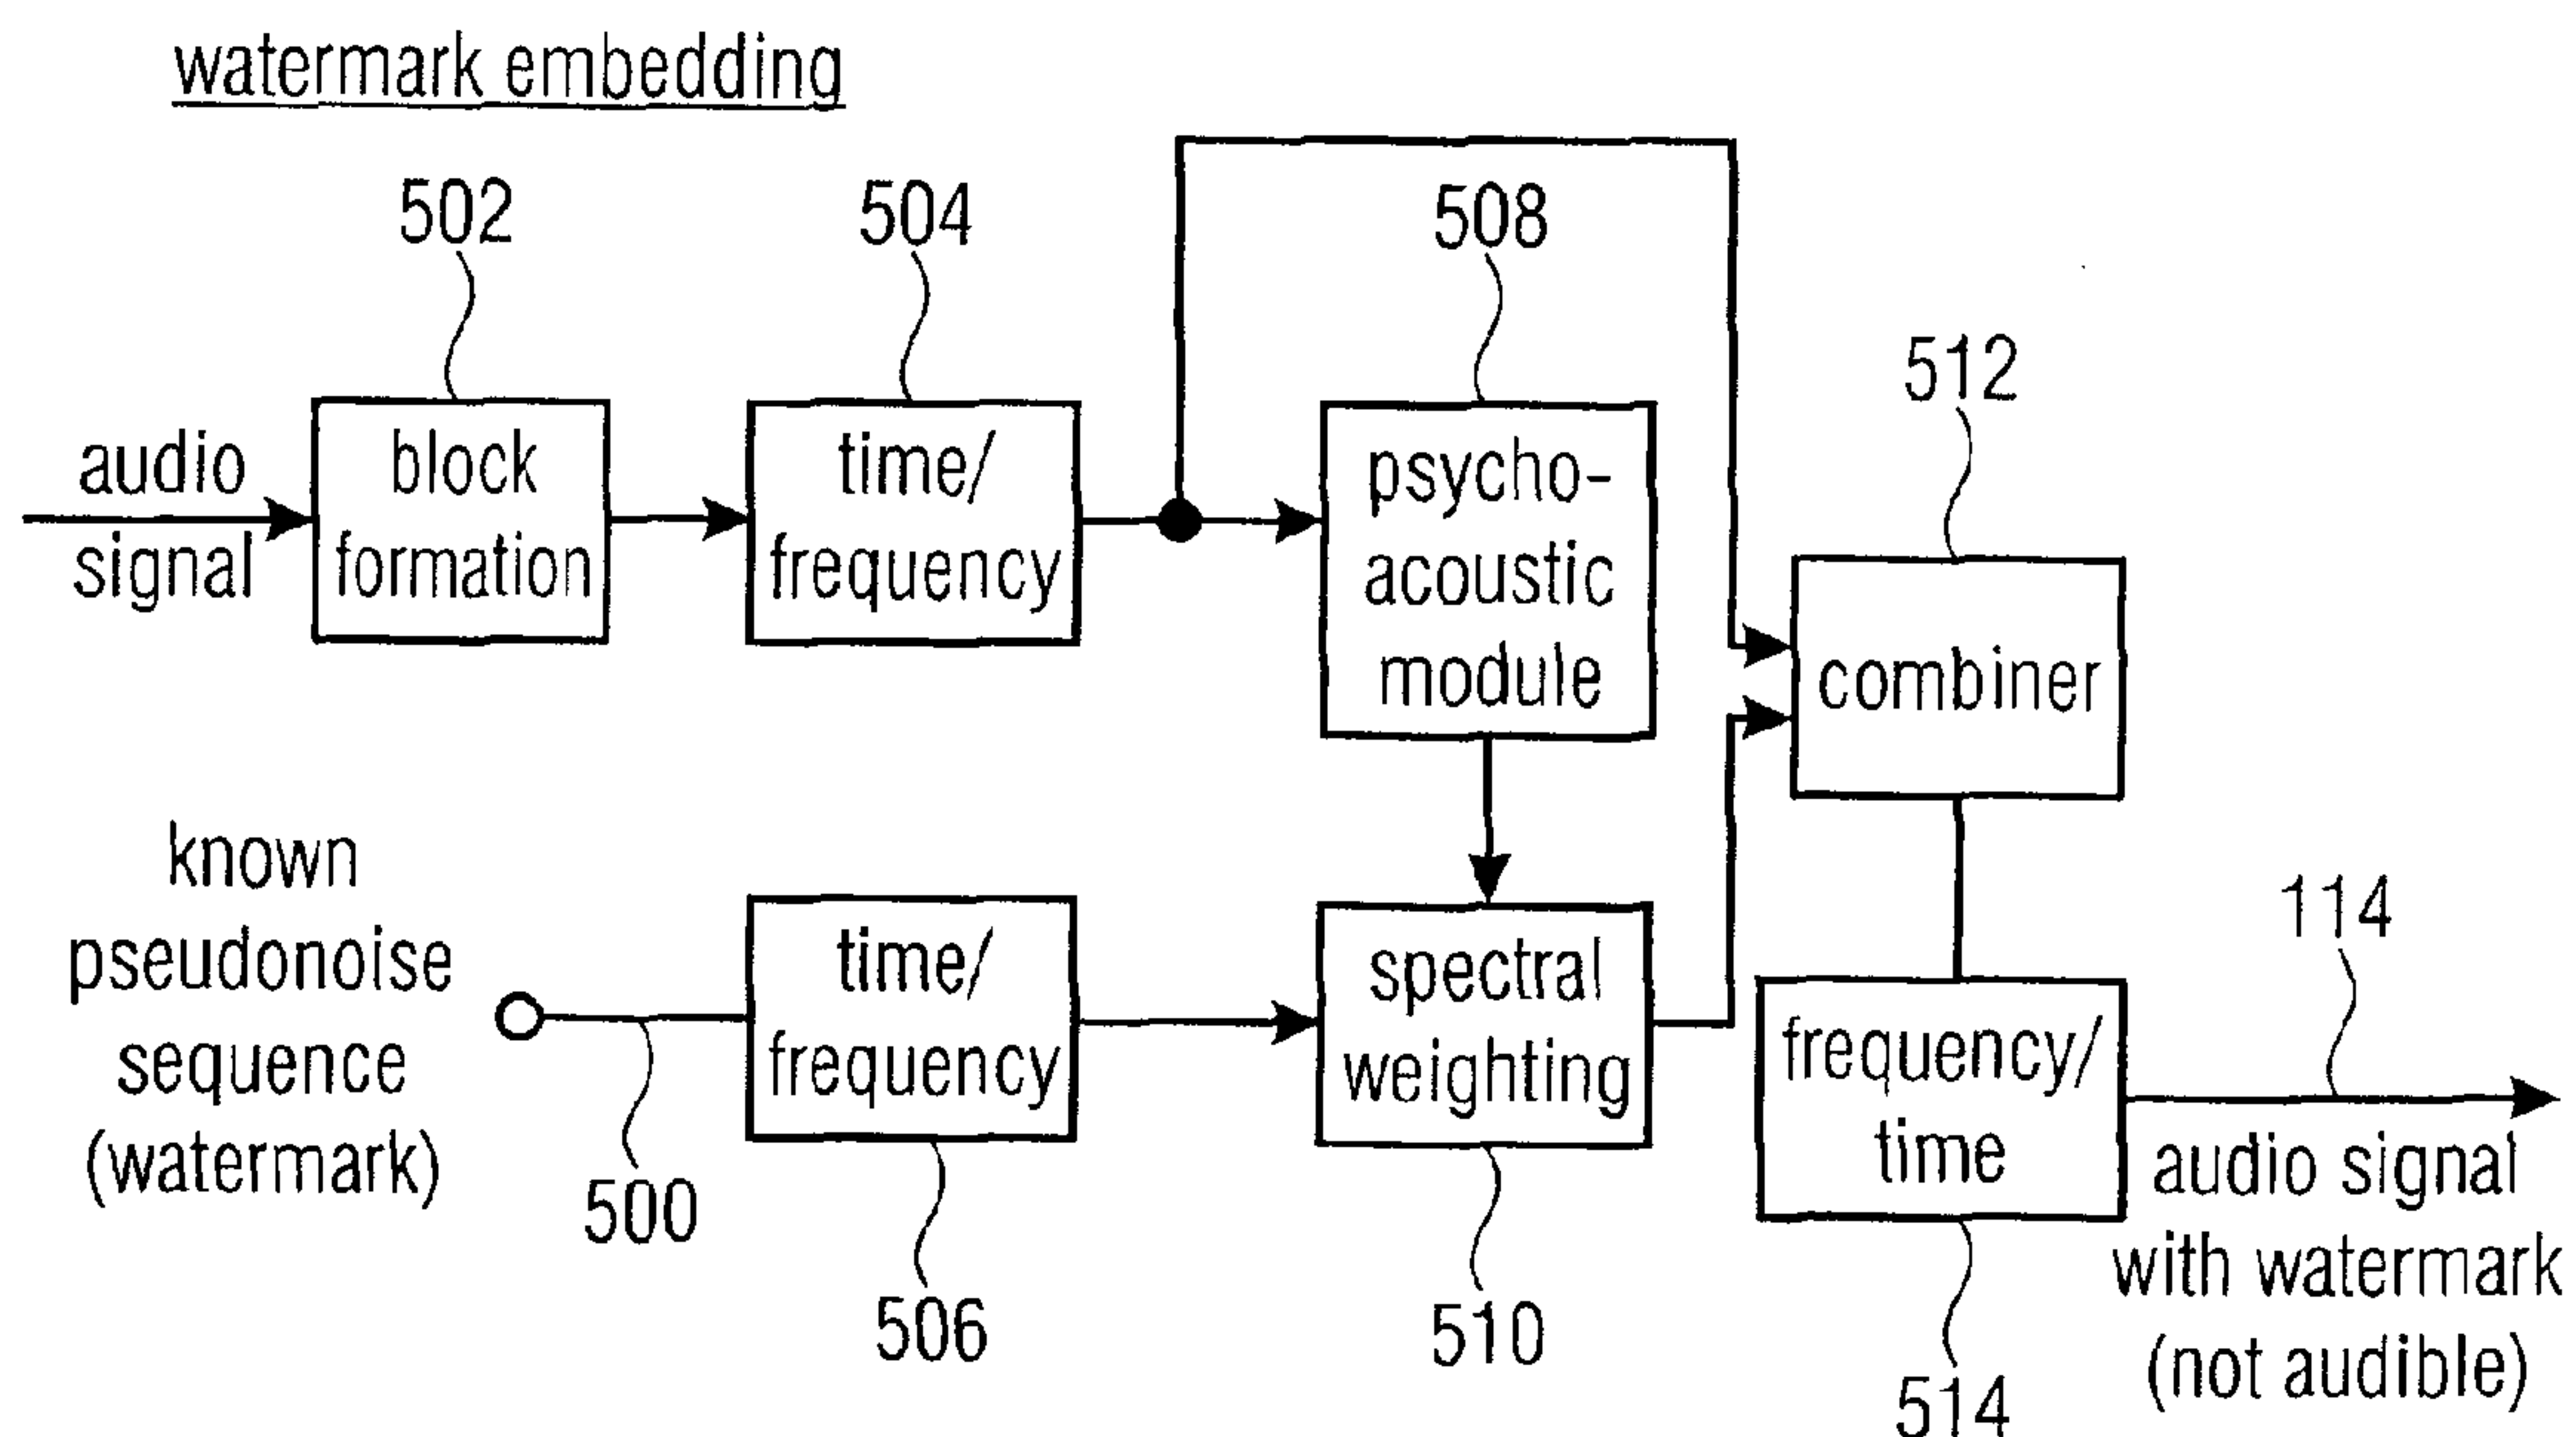 watermark embedding
502
504
508
512
audio
signal
block
formation
time/
frequency
psycho-
acoustic
module
combiner
known
pseudonoise
sequence
(watermark)
500
time/
frequency
506
spectral
weighting
510
frequency/
time
514
114
audio signal
with watermark
(not audible)